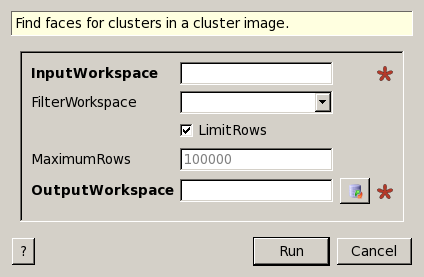 Find faces for clusters in a cluster image.
InputWorkspace
FilterWorkspace
LimitRows
MaximumRows 100000
OutputWorkspace
? Run Cancel